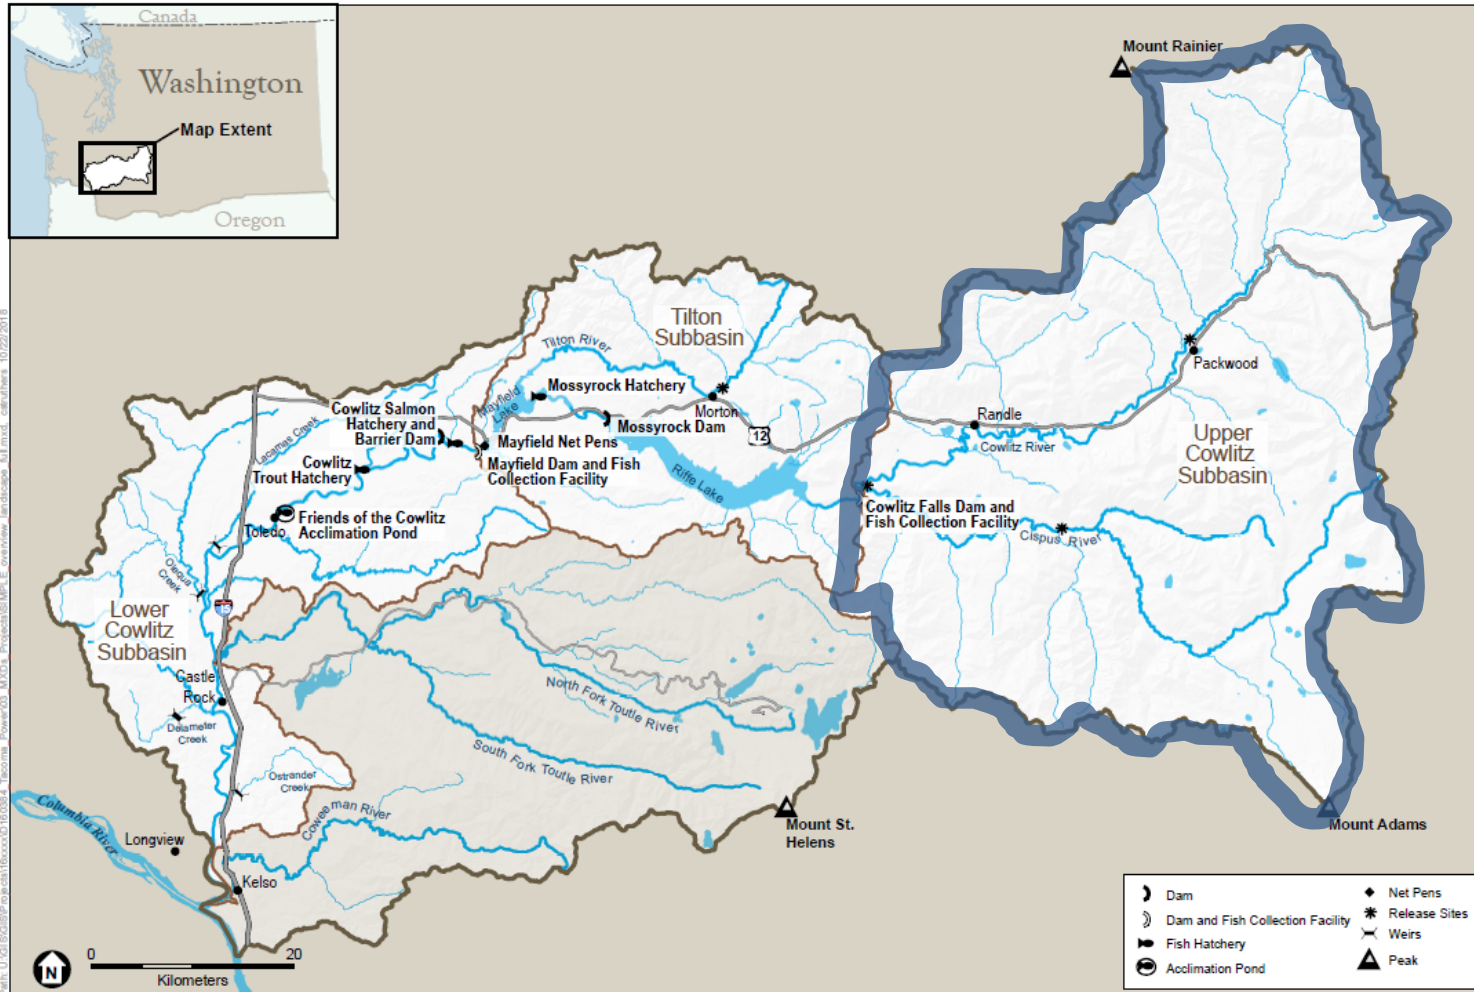 Canada
Washington
Map Extent
Oregon
Mount Rainier
Tilton
Subbasin
Tilton River
Mossyrock Hatchery
Packwood
Mayfield
Lake
Morton
Cowlitz Salmon
Hatchery and
Barrier Dam
Mossyrock Dam
12
Randle
Lacamas Creek
Mayfield Net Pens
Cowlitz River
Upper
Cowlitz
Subbasin
Mayfield Dam and Fish
Collection Facility
Cowlitz
Trout Hatchery
Riffe Lake
Cowlitz Falls Dam and
Fish Collection Facility
Friends of the Cowlitz
Acclimation Pond
Toledo
Cispus River
Olequa
Creek
Lower
Cowlitz
Subbasin
Castle
Rock
North Fork Toutle River
Delameter
Creek
South Fork Toutle River
Ostrander
Creek
Coweeman River
Columbia River
Longview
Mount St.
Helens
Mount Adams
Kelso
N
0 20
Kilometers
Dam
Dam and Fish Collection Facility
Fish Hatchery
Acclimation Pond
Net Pens
Release Sites
Weirs
Peak